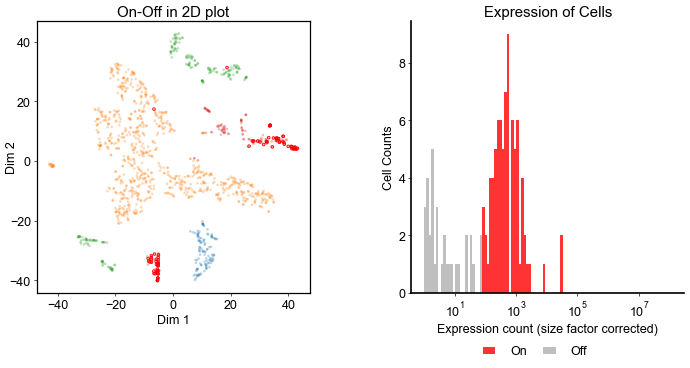 On-Off in 2D plot
40
20
0
−20
−40
Dim 2
−40 −20 0 20 40
Dim 1
Expression of Cells
8
6
4
2
0
Cell Counts
10^1 10^3 10^5 10^7
Expression count (size factor corrected)
On Off